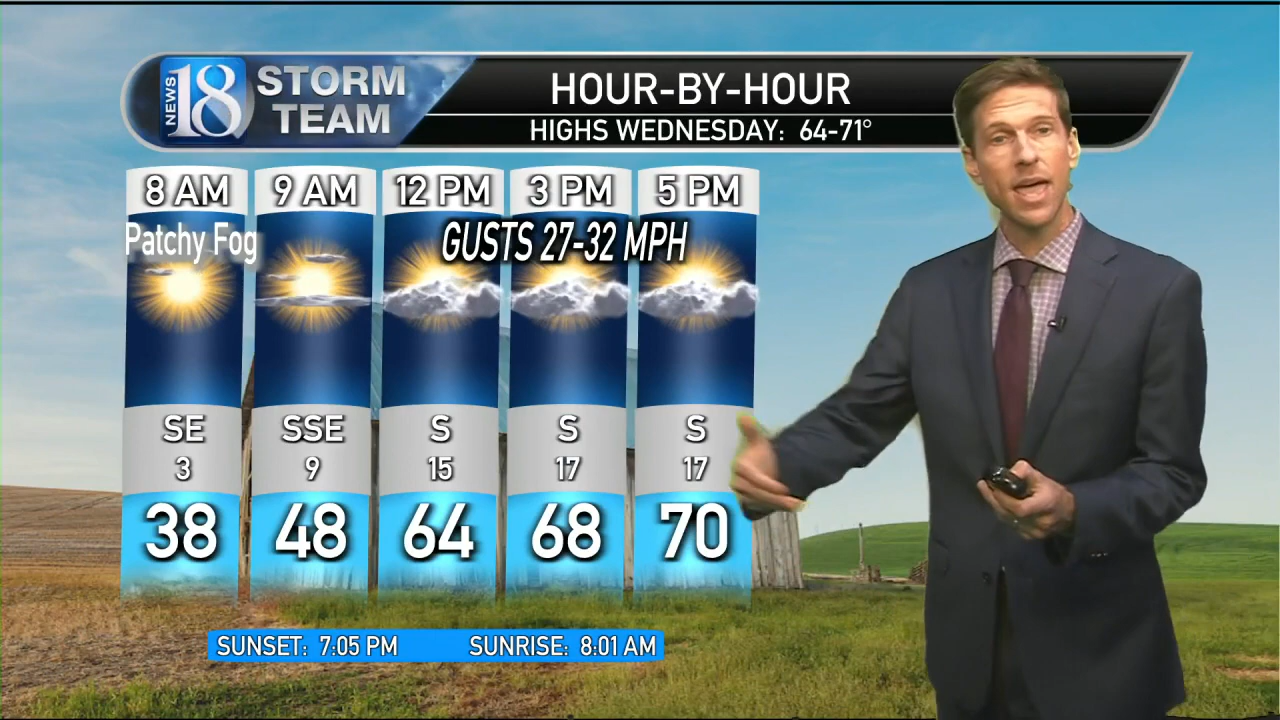 NEWS 18 STORM TEAM
HOUR-BY-HOUR
HIGHS WEDNESDAY: 64-71°
8 AM 9 AM 12 PM 3 PM 5 PM
Patchy Fog GUSTS 27-32 MPH
SE SSE S S S
3 9 15 17 17
38 48 64 68 70
SUNSET: 7:05 PM SUNRISE: 8:01 AM